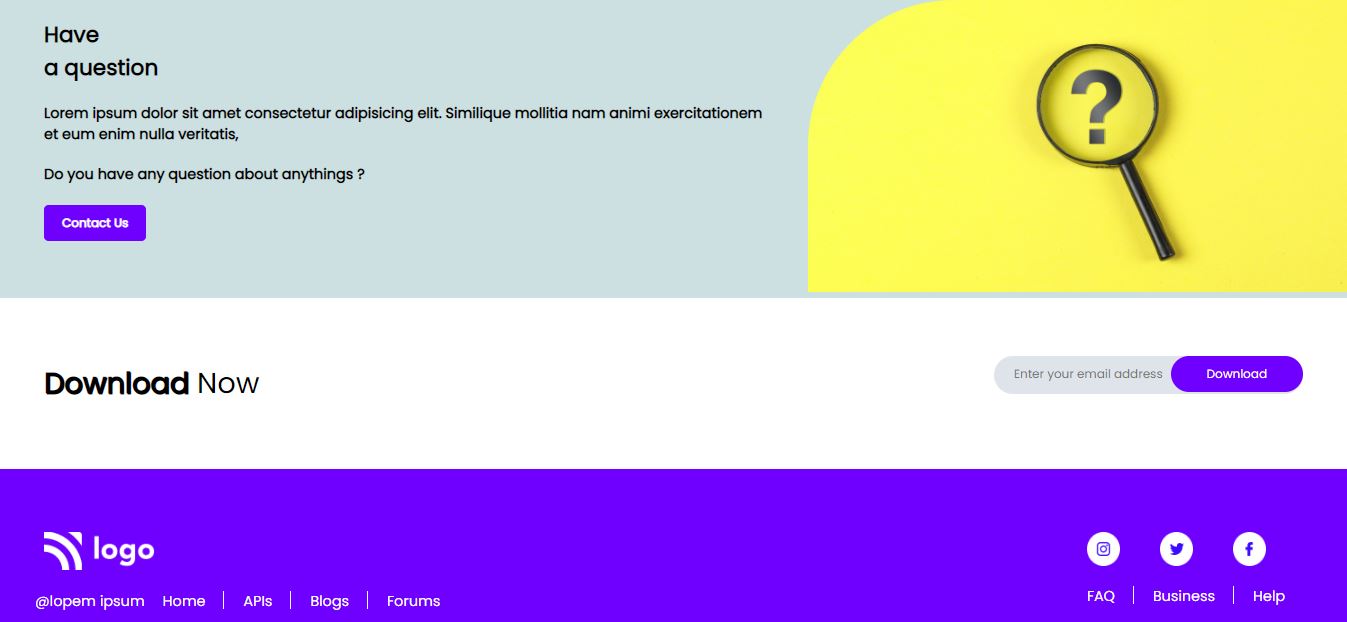 Have
a question
Lorem ipsum dolor sit amet consectetur adipisicing elit. Similique mollitia nam animi exercitationem
et eum enim nulla veritatis,
Do you have any question about anythings ?
Contact Us
?
Download Now
Enter your email address
Download
logo
@lopem ipsum Home APIs Blogs Forums
FAQ Business Help